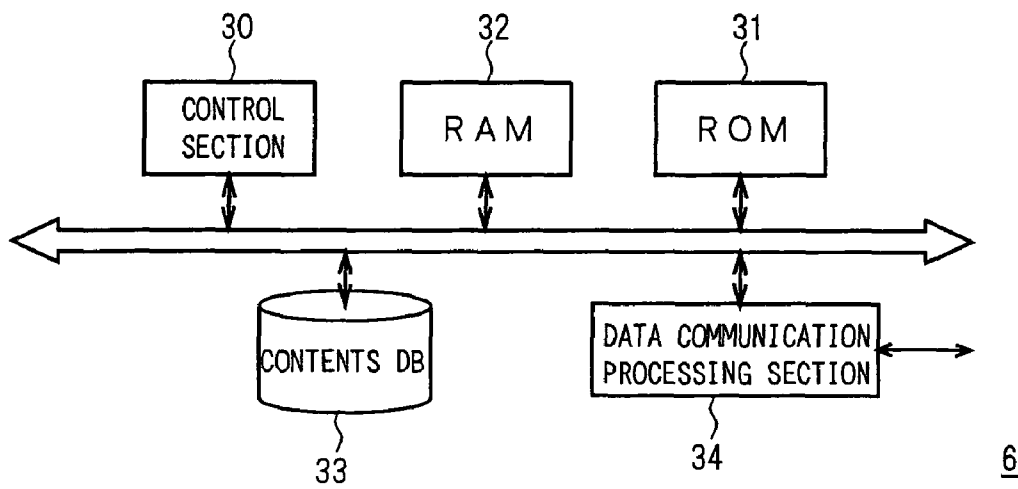 30
32
31
CONTROL
SECTION
RAM
ROM
CONTENTS DB
DATA COMMUNICATION
PROCESSING SECTION
33
34
6